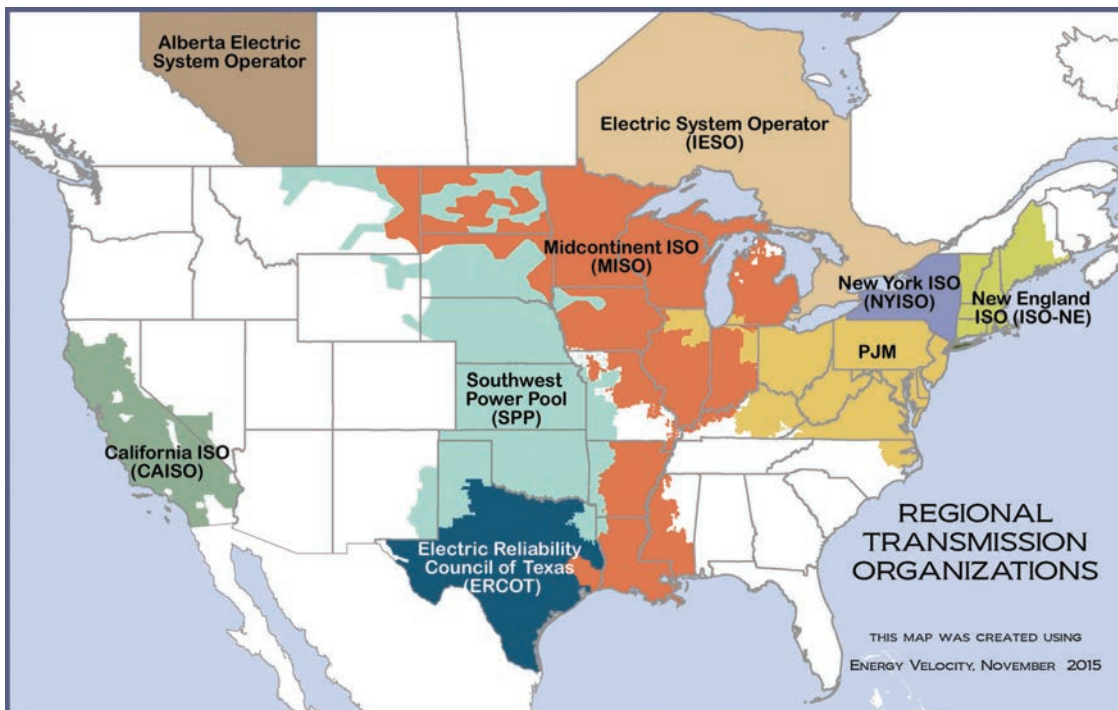 Alberta Electric
System Operator
Electric System Operator
(IESO)
Midcontinent ISO
(MISO)
New York ISO
(NYISO)
New England
ISO (ISO-NE)
PJM
Southwest
Power Pool
(SPP)
California ISO
(CAISO)
Electric Reliability
Council of Texas
(ERCOT)
REGIONAL
TRANSMISSION
ORGANIZATIONS
THIS MAP WAS CREATED USING
ENERGY VELOCITY, NOVEMBER 2015